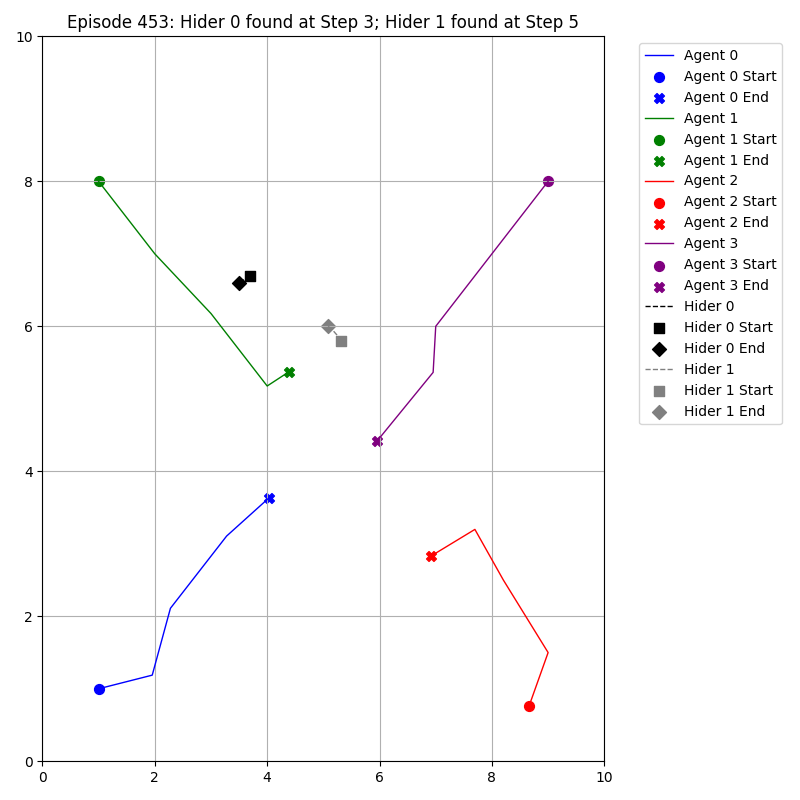 Episode 453: Hider 0 found at Step 3; Hider 1 found at Step 5
10
8
6
4
2
0
0 2 4 6 8 10
Agent 0
Agent 0 Start
Agent 0 End
Agent 1
Agent 1 Start
Agent 1 End
Agent 2
Agent 2 Start
Agent 2 End
Agent 3
Agent 3 Start
Agent 3 End
Hider 0
Hider 0 Start
Hider 0 End
Hider 1
Hider 1 Start
Hider 1 End